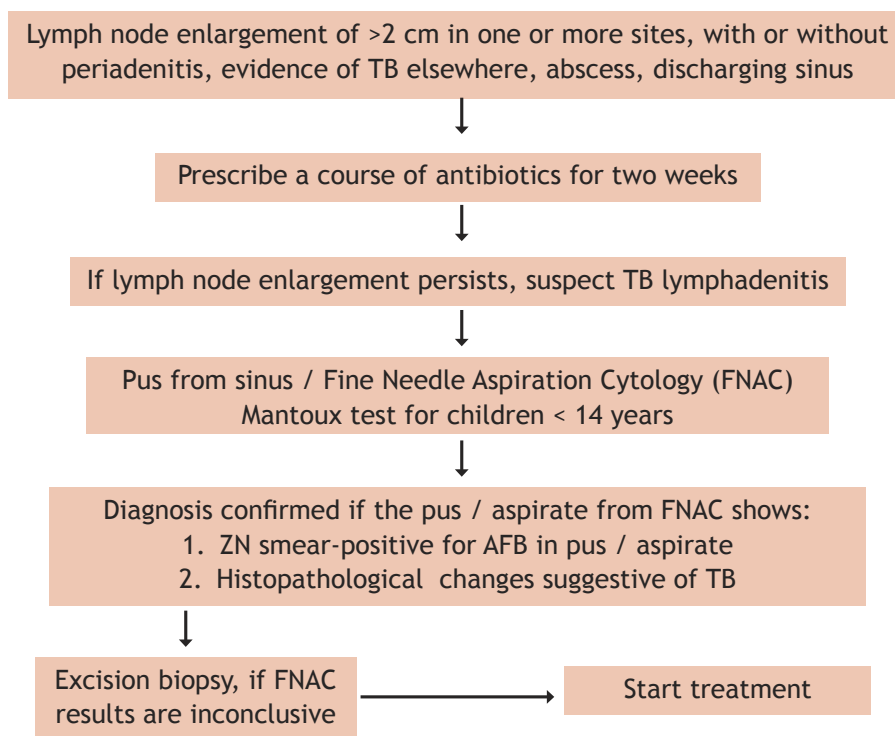 Lymph node enlargement of >2 cm in one or more sites, with or without
periadenitis, evidence of TB elsewhere, abscess, discharging sinus
Prescribe a course of antibiotics for two weeks
If lymph node enlargement persists, suspect TB lymphadenitis
Pus from sinus / Fine Needle Aspiration Cytology (FNAC)
Mantoux test for children < 14 years
Diagnosis confirmed if the pus / aspirate from FNAC shows:
1. ZN smear-positive for AFB in pus / aspirate
2. Histopathological changes suggestive of TB
Excision biopsy, if FNAC
results are inconclusive
Start treatment